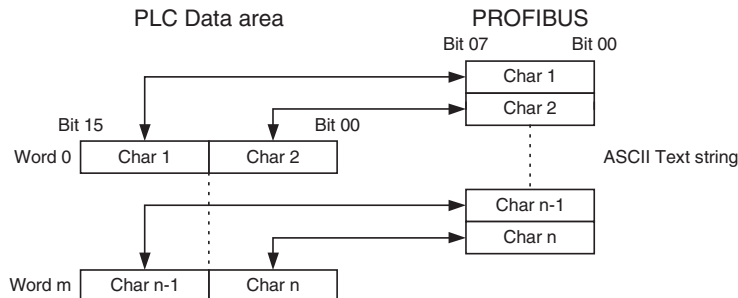 PLC Data area PROFIBUS
Bit 07 Bit 00
Char 1
Char 2
Bit 15 Bit 00
Word 0 Char 1 Char 2 ASCII Text string
Char n-1
Char n
Word m Char n-1 Char n